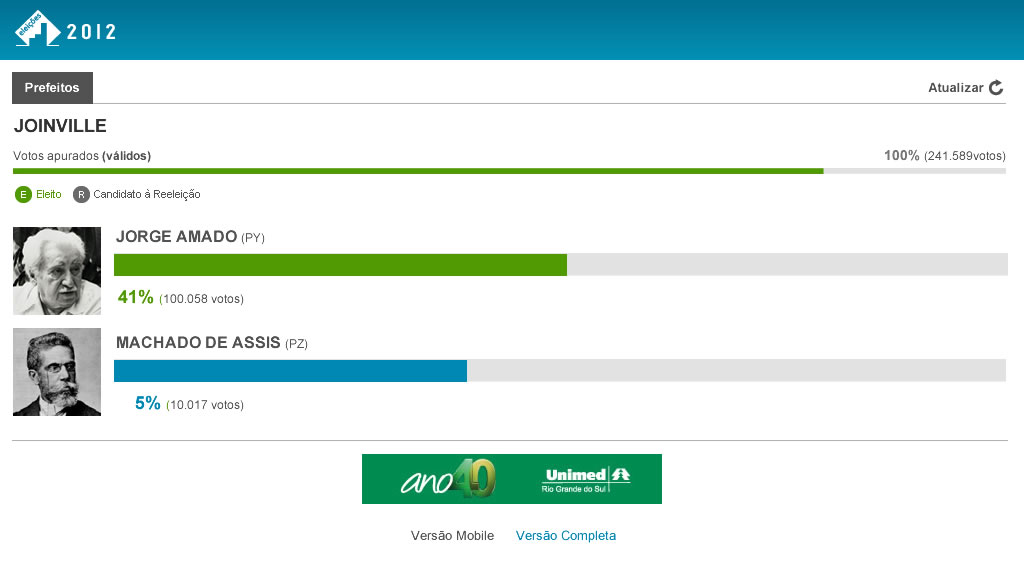 eleições 2012
Prefeitos
Atualizar
JOINVILLE
Votos apurados (válidos)
100% (241.589votos)
E Eleito R Candidato à Reeleição
JORGE AMADO (PY)
41% (100.058 votos)
MACHADO DE ASSIS (PZ)
5% (10.017 votos)
ano40
Unimed
Rio Grande do Sul
Versão Mobile Versão Completa